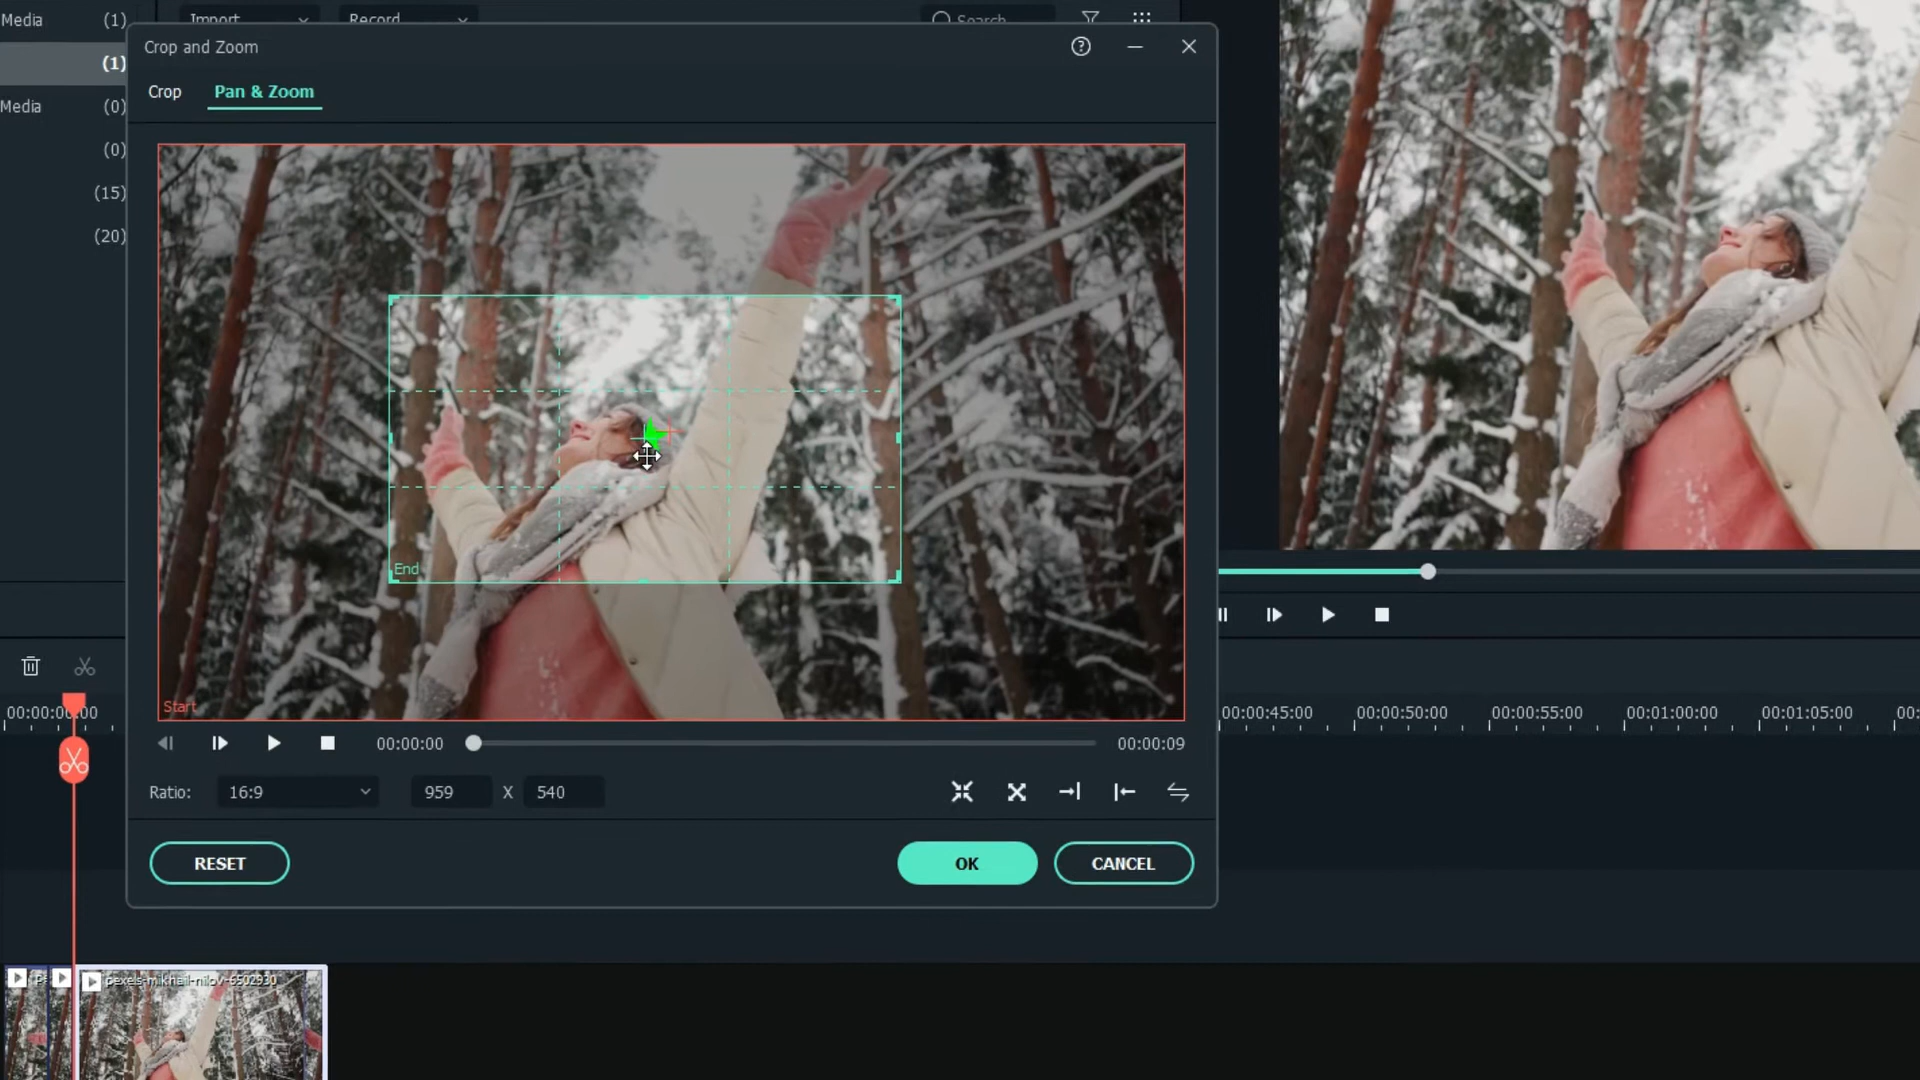 Media (1)
Import
Record
Search
(1)
Media (0)
(0)
(15)
(20)
Crop and Zoom
Crop
Pan & Zoom
End
Start
00:00:00
00:00:09
Ratio: 16:9 959 X 540
RESET
OK
CANCEL
00:00:00:00
00:00:45:00
00:00:50:00
00:00:55:00
00:01:00:00
00:01:05:00
00:
pexels-mikhail-nilov-6502930